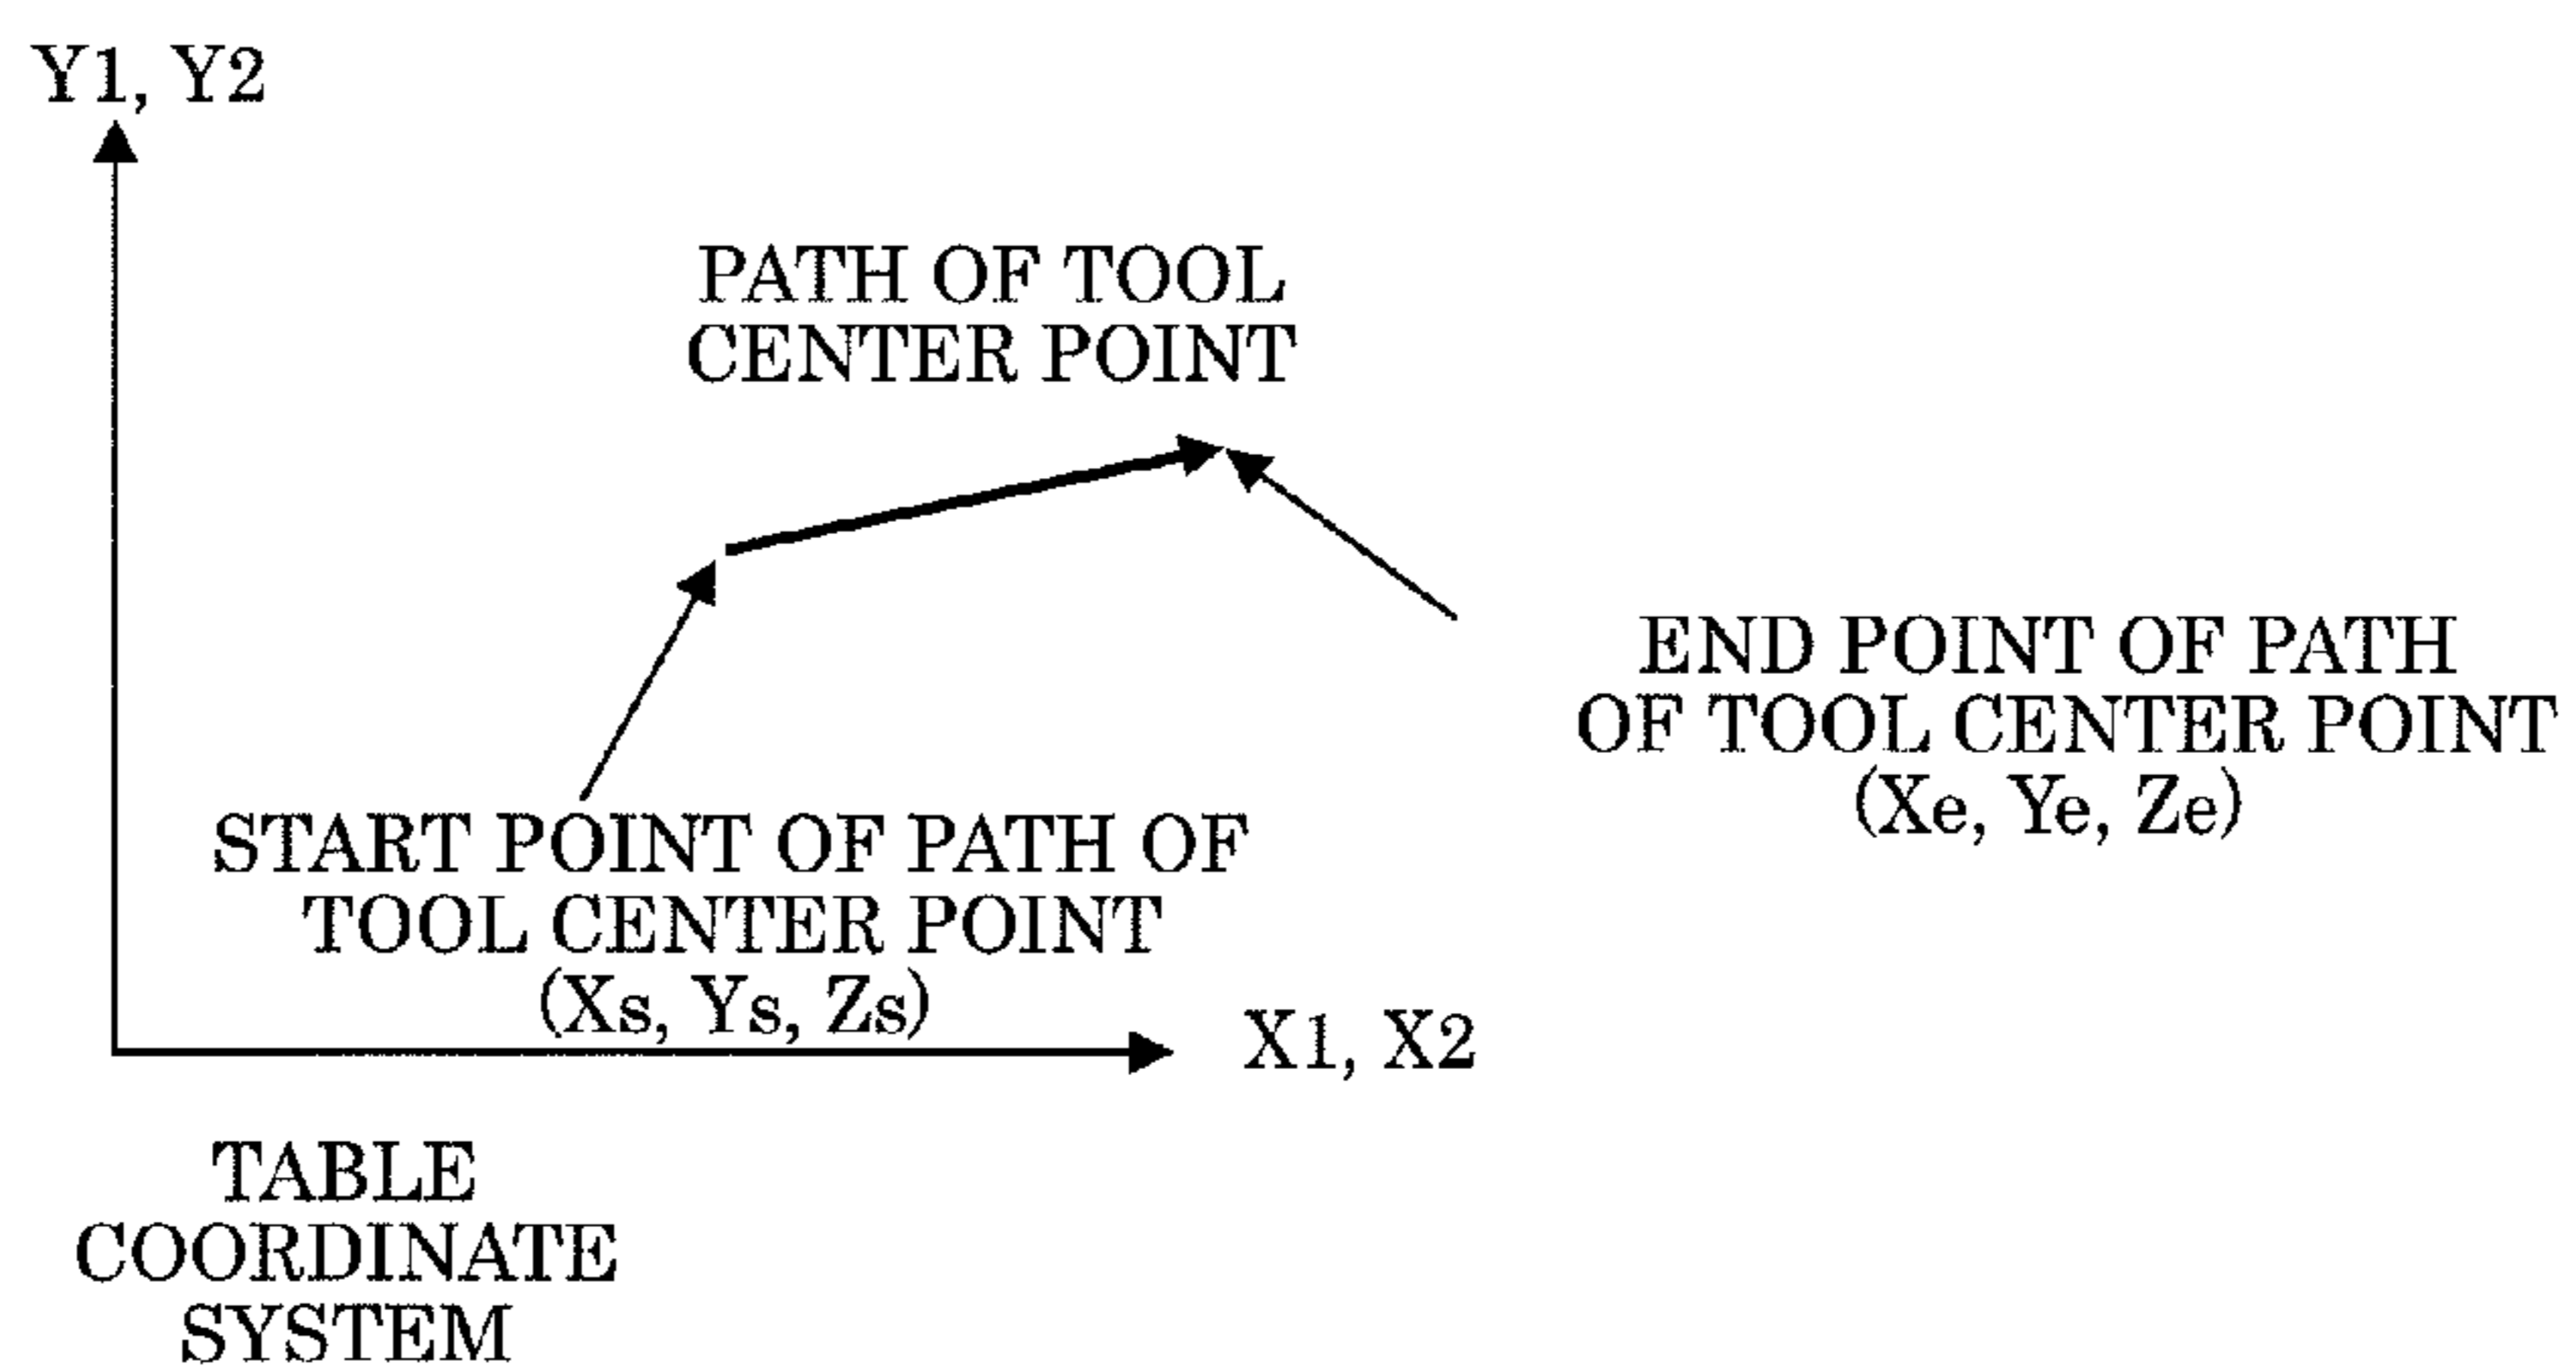 Y1, Y2
PATH OF TOOL
CENTER POINT
END POINT OF PATH
OF TOOL CENTER POINT
(Xe, Ye, Ze)
START POINT OF PATH OF
TOOL CENTER POINT
(Xs, Ys, Zs)
X1, X2
TABLE
COORDINATE
SYSTEM